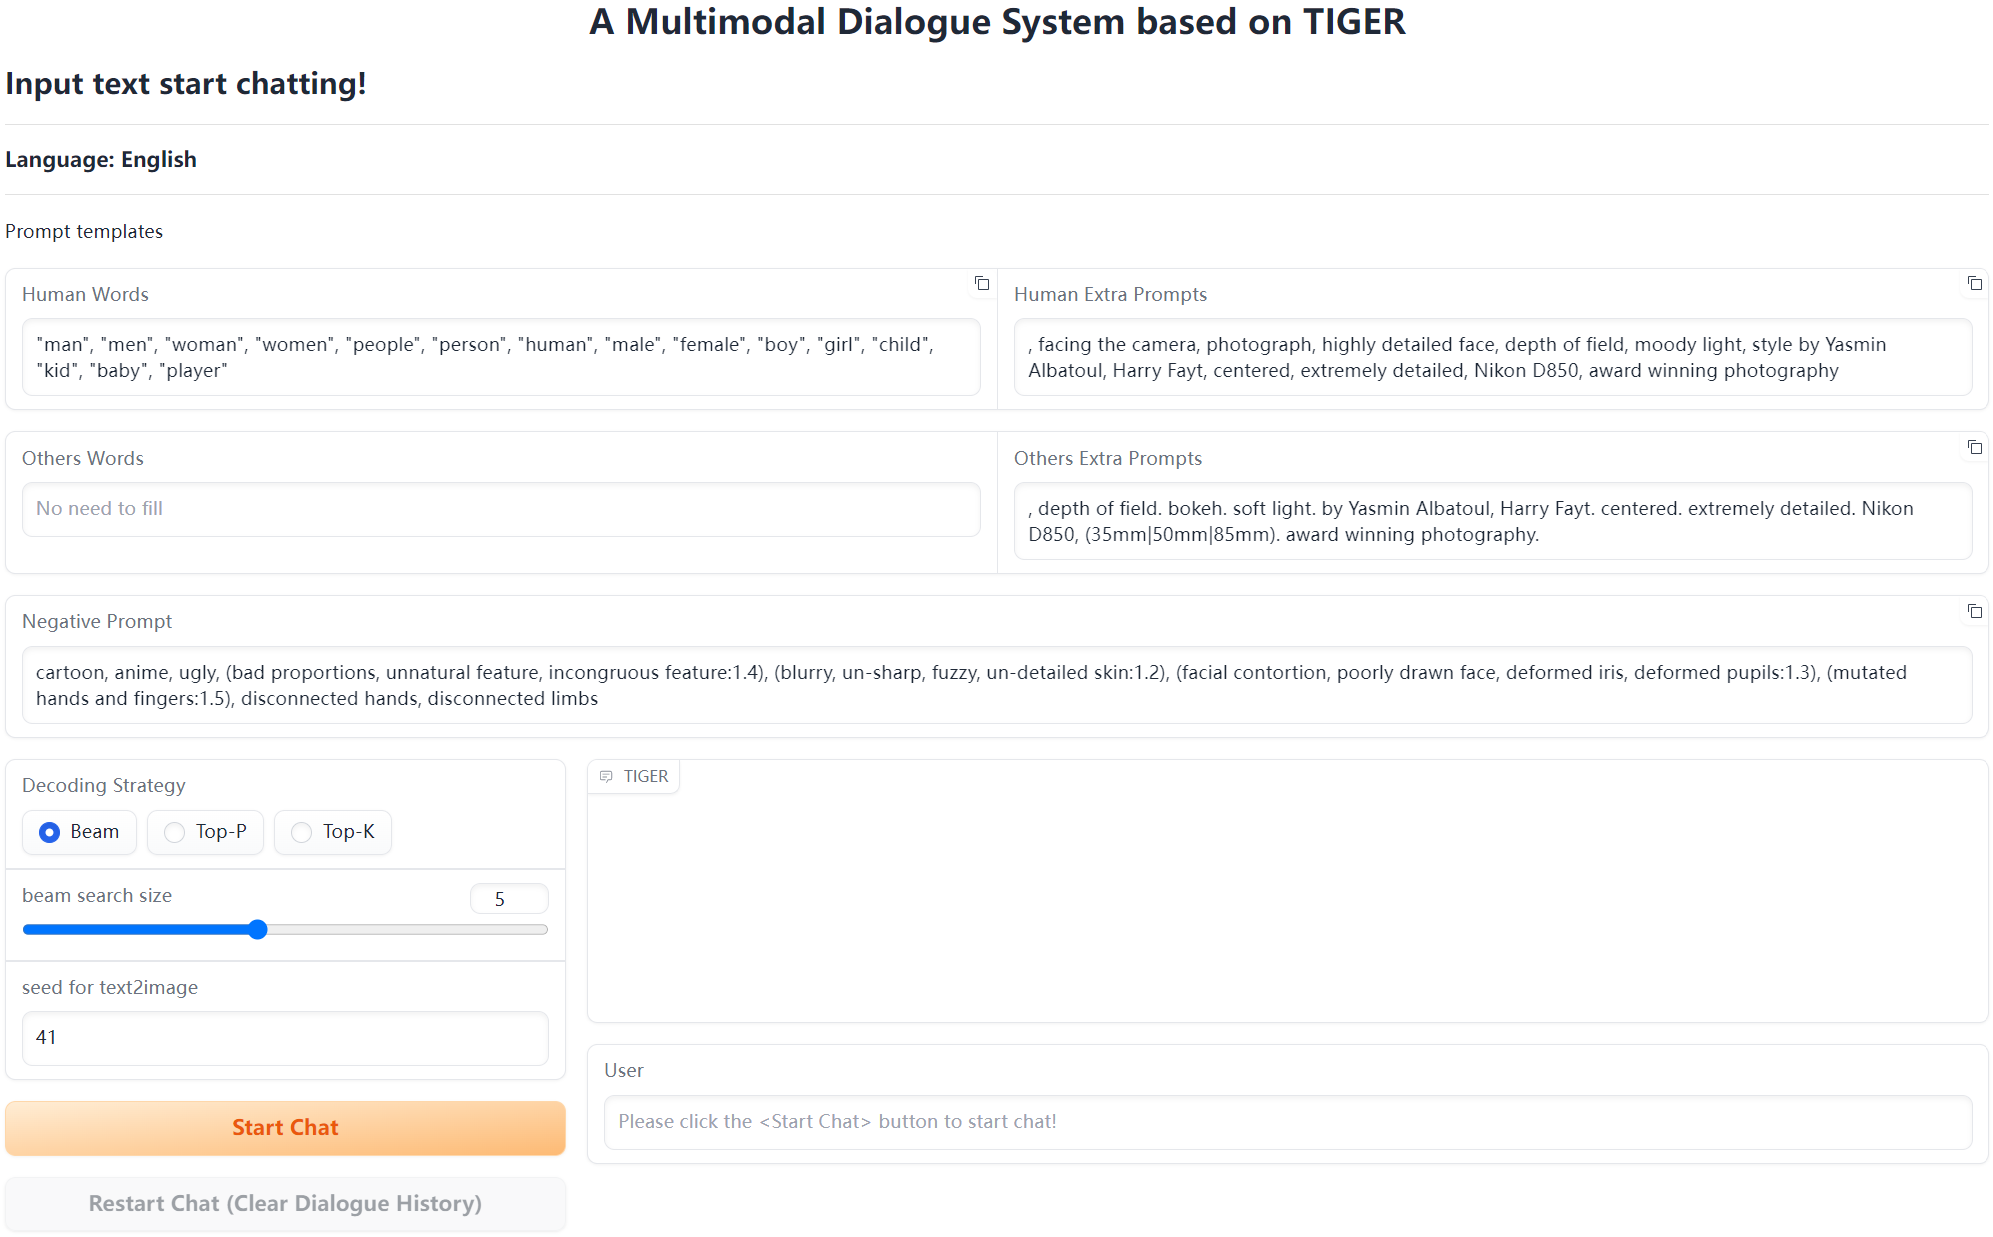 A Multimodal Dialogue System based on TIGER
Input text start chatting!
Language: English
Prompt templates
Human Words
"man", "men", "woman", "women", "people", "person", "human", "male", "female", "boy", "girl", "child",
"kid", "baby", "player"
Human Extra Prompts
, facing the camera, photograph, highly detailed face, depth of field, moody light, style by Yasmin
Albatoul, Harry Fayt, centered, extremely detailed, Nikon D850, award winning photography
Others Words
No need to fill
Others Extra Prompts
, depth of field. bokeh. soft light. by Yasmin Albatoul, Harry Fayt. centered. extremely detailed. Nikon
D850, (35mm|50mm|85mm). award winning photography.
Negative Prompt
cartoon, anime, ugly, (bad proportions, unnatural feature, incongruous feature:1.4), (blurry, un-sharp, fuzzy, un-detailed skin:1.2), (facial contortion, poorly drawn face, deformed iris, deformed pupils:1.3), (mutated
hands and fingers:1.5), disconnected hands, disconnected limbs
Decoding Strategy
Beam
Top-P
Top-K
beam search size
5
seed for text2image
41
Start Chat
Restart Chat (Clear Dialogue History)
TIGER
User
Please click the <Start Chat> button to start chat!